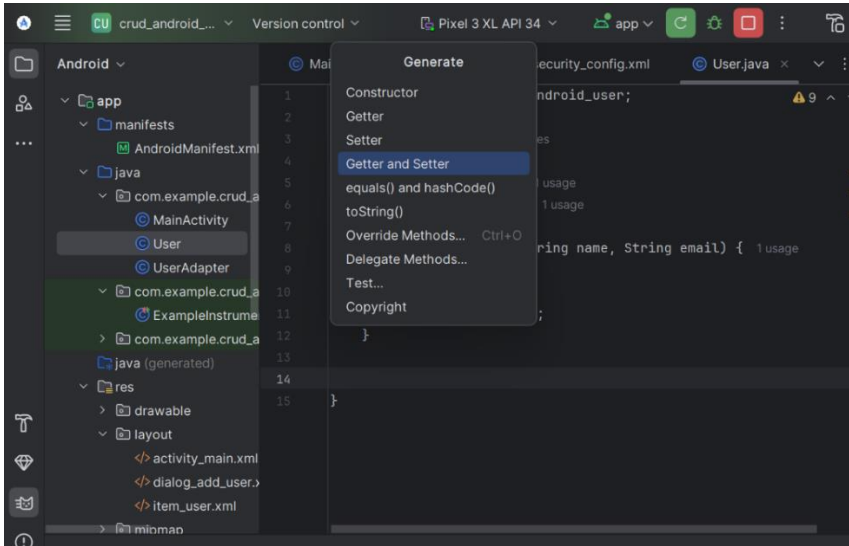 CU crud_android_... Version control Pixel 3 XL API 34 app
Android
Mai
ecurity_config.xml
User.java
app
manifests
AndroidManifest.xml
java
com.example.crud_a
MainActivity
User
UserAdapter
com.example.crud_a
ExampleInstrume
com.example.crud_a
java (generated)
res
drawable
layout
activity_main.xml
dialog_add_user.x
item_user.xml
mipmap
Generate
Constructor
Getter
Setter
Getter and Setter
equals() and hashCode()
toString()
Override Methods... Ctrl+O
Delegate Methods...
Test...
Copyright
1 ndroid_user; 9
2
3 es
4
5 usage
6 1 usage
7
8 ring name, String email) { 1 usage
9
10
11 ;
12 }
13
14
15 }